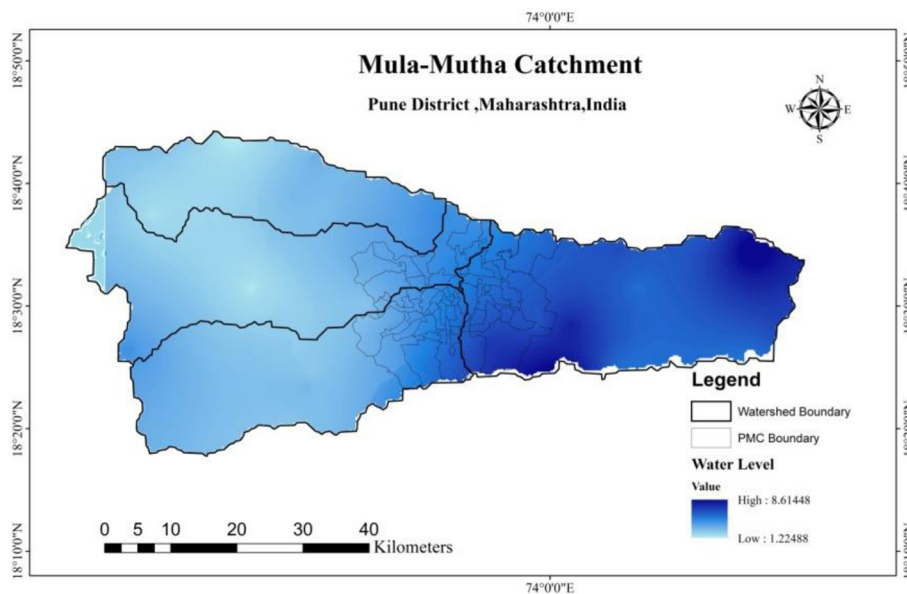 74°0'0"E
Mula-Mutha Catchment
Pune District ,Maharashtra,India
N
W E
S
18°50'0"N
18°40'0"N
18°30'0"N
18°20'0"N
18°10'0"N
Legend
Watershed Boundary
PMC Boundary
Water Level
Value
High : 8.61448
Low : 1.22488
0 5 10 20 30 40
Kilometers
74°0'0"E